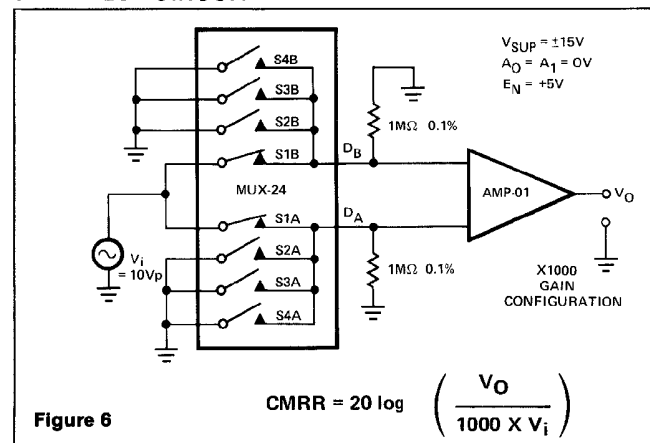 S4B
S3B
S2B
S1B
MUX-24
S1A
S2A
S3A
S4A
V_i
= 10Vp
D_B
D_A
1MΩ 0.1%
1MΩ 0.1%
AMP-01
V_O
V_SUP = ±15V
A_O = A_1 = 0V
E_N = +5V
X1000
GAIN
CONFIGURATION
Figure 6
CMRR = 20 log ( V_O / 1000 X V_i )